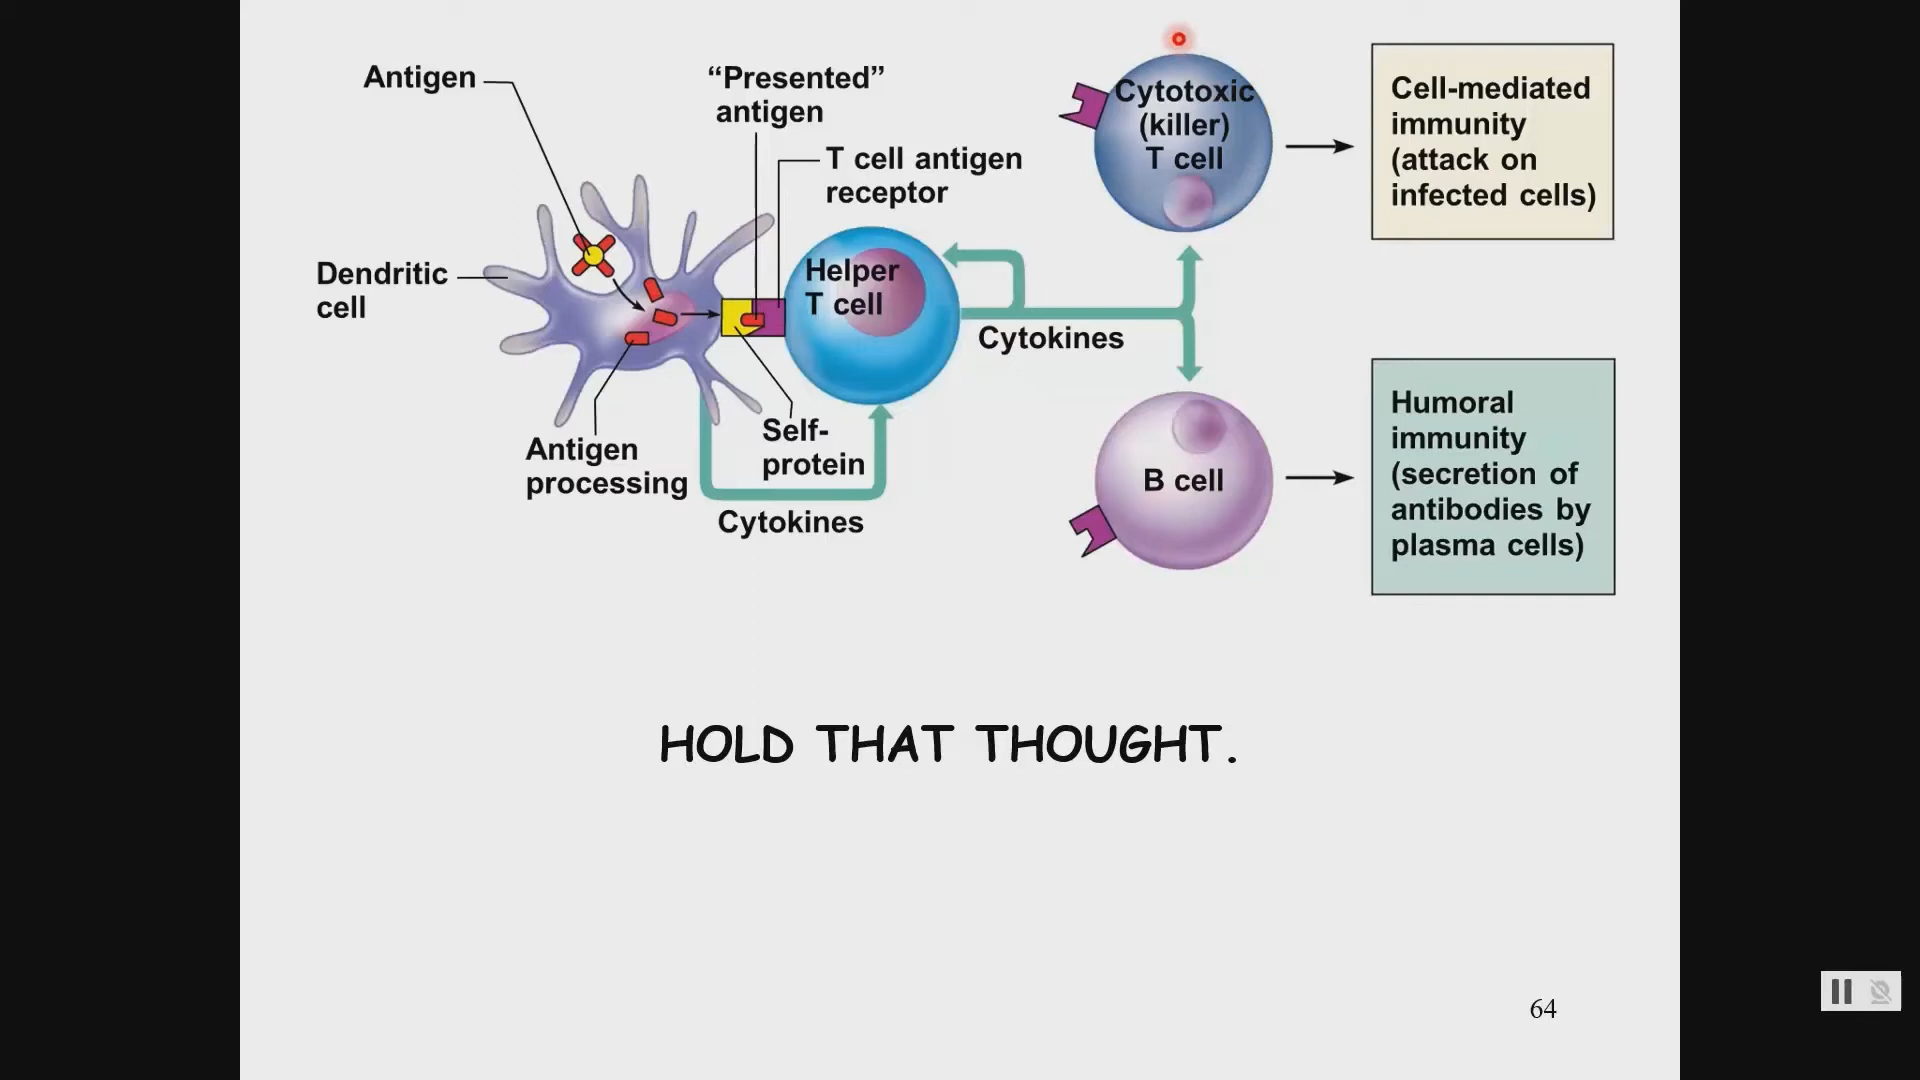 Antigen
“Presented”
antigen
T cell antigen
receptor
Dendritic
cell
Helper
T cell
Antigen
processing
Self-
protein
Cytokines
Cytokines
Cytotoxic
(killer)
T cell
Cell-mediated
immunity
(attack on
infected cells)
B cell
Humoral
immunity
(secretion of
antibodies by
plasma cells)
HOLD THAT THOUGHT.
64